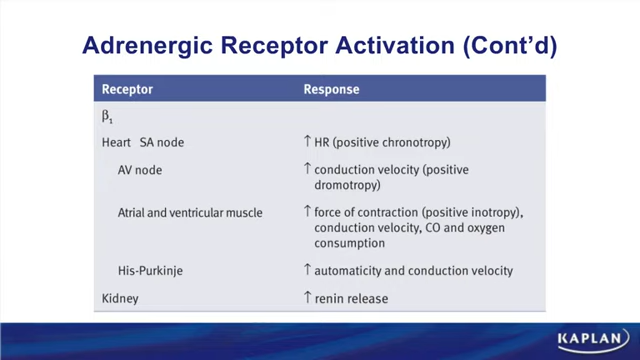 Adrenergic Receptor Activation (Cont’d)
Receptor Response
β₁
Heart SA node ↑ HR (positive chronotropy)
AV node ↑ conduction velocity (positive
dromotropy)
Atrial and ventricular muscle ↑ force of contraction (positive inotropy),
conduction velocity, CO and oxygen
consumption
His-Purkinje ↑ automaticity and conduction velocity
Kidney ↑ renin release
KAPLAN